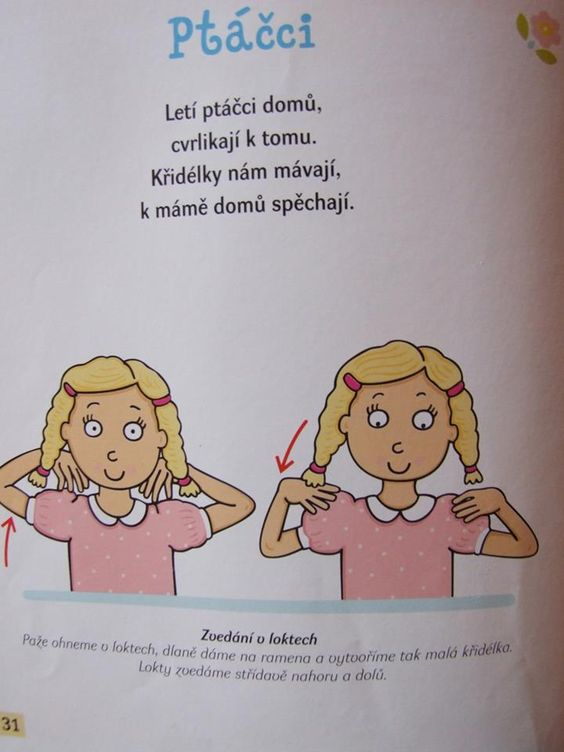 Ptáčci
Letí ptáčci domů,
cvrlikají k tomu.
Křidélky nám mávají,
k mámě domů spěchají.
Zvedání v loktech
Paže ohneme v loktech, dlaně dáme na ramena a vytvoříme tak malá křidélka.
Lokty zvedáme střídavě nahoru a dolů.
31